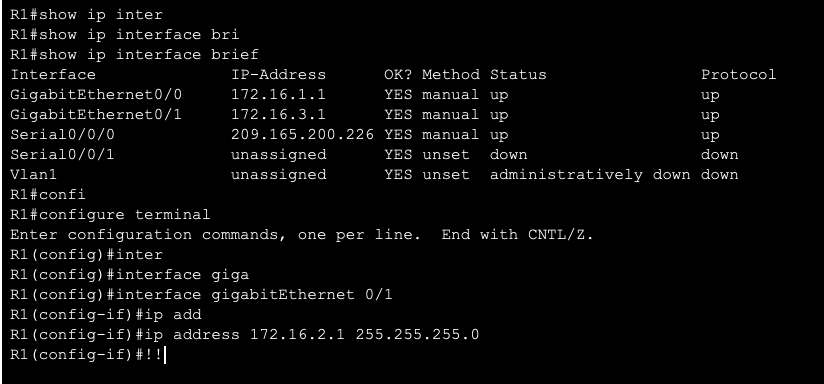 R1#show ip inter
R1#show ip interface bri
R1#show ip interface brief
Interface IP-Address OK? Method Status Protocol
GigabitEthernet0/0 172.16.1.1 YES manual up up
GigabitEthernet0/1 172.16.3.1 YES manual up up
Serial0/0/0 209.165.200.226 YES manual up up
Serial0/0/1 unassigned YES unset down down
Vlan1 unassigned YES unset administratively down down
R1#confi
R1#configure terminal
Enter configuration commands, one per line. End with CNTL/Z.
R1(config)#inter
R1(config)#interface giga
R1(config)#interface gigabitEthernet 0/1
R1(config-if)#ip add
R1(config-if)#ip address 172.16.2.1 255.255.255.0
R1(config-if)#!!